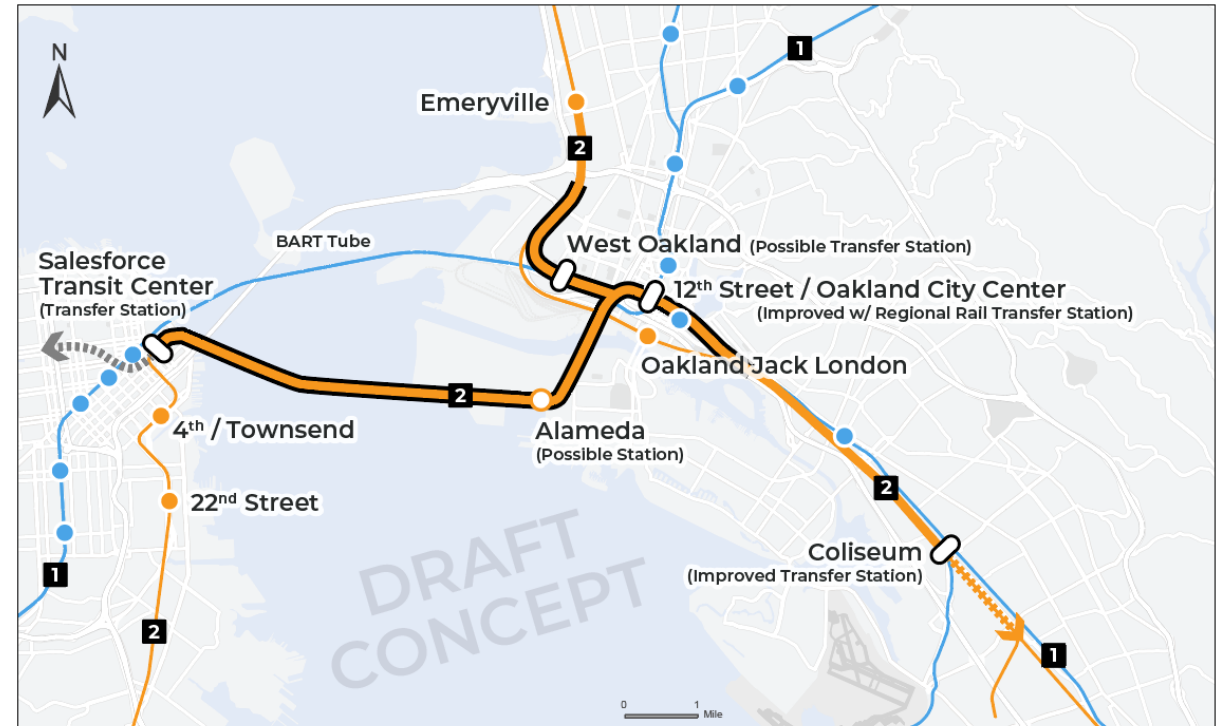 N
1
Emeryville
2
BART Tube
West Oakland (Possible Transfer Station)
Salesforce
Transit Center
(Transfer Station)
12th Street / Oakland City Center
(Improved w/ Regional Rail Transfer Station)
Oakland Jack London
2
4th / Townsend
Alameda
(Possible Station)
22nd Street
2
DRAFT
CONCEPT
Coliseum
(Improved Transfer Station)
1
2
1
0 1
Mile